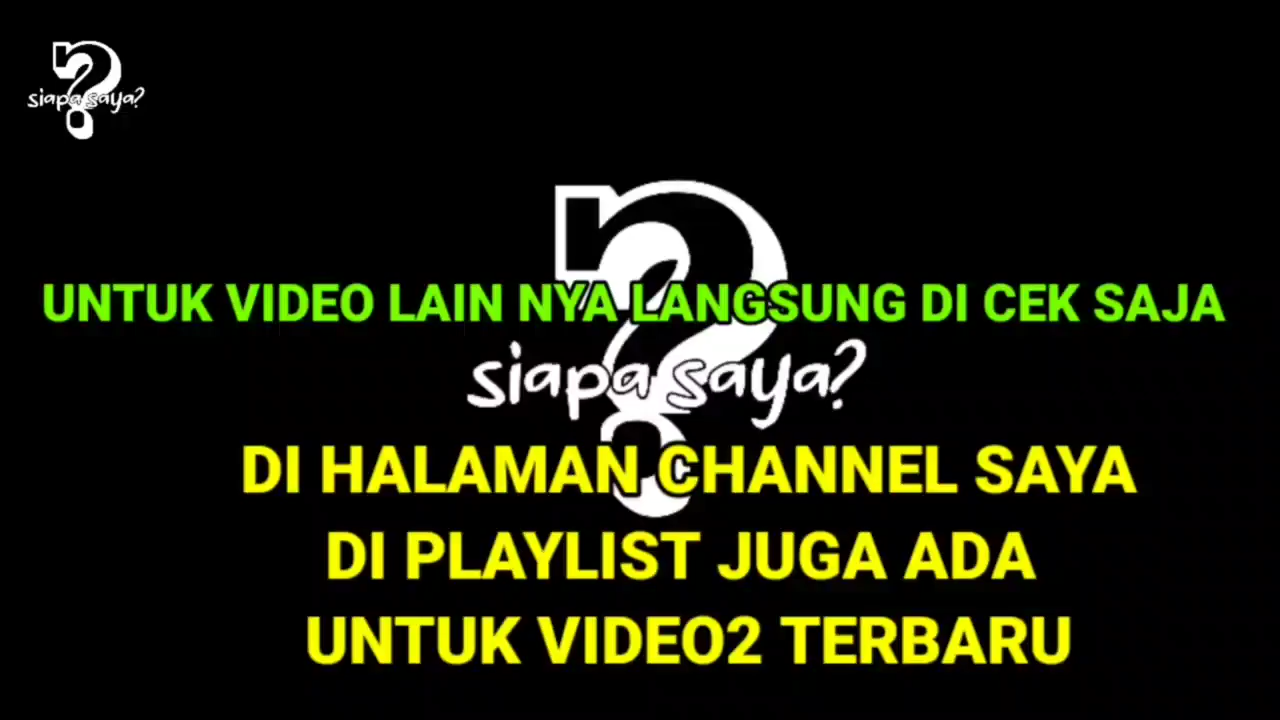 siapa saya?
UNTUK VIDEO LAIN NYA LANGSUNG DI CEK SAJA
siapa saya?
DI HALAMAN CHANNEL SAYA
DI PLAYLIST JUGA ADA
UNTUK VIDEO2 TERBARU